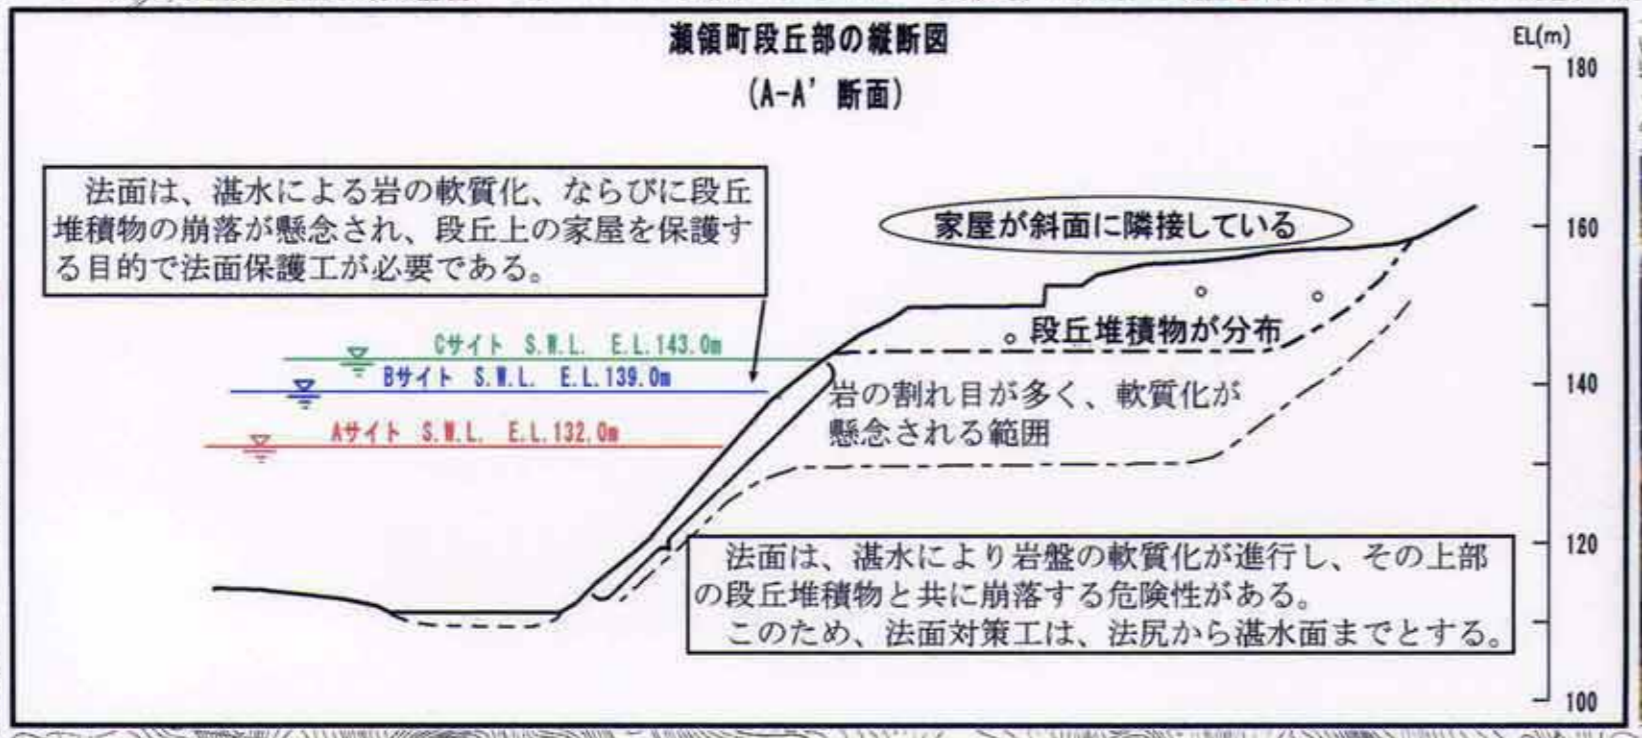 瀬領町段丘部の縦断図
(A-A' 断面)
EL(m)
180
法面は、湛水による岩の軟質化、ならびに段丘
堆積物の崩落が懸念され、段丘上の家屋を保護す
る目的で法面保護工が必要である。
家屋が斜面に隣接している
160
段丘堆積物が分布
Cサイト S.W.L. E.L.143.0m
Bサイト S.W.L. E.L.139.0m
140
岩の割れ目が多く、軟質化が
懸念される範囲
Aサイト S.W.L. E.L.132.0m
120
法面は、湛水により岩盤の軟質化が進行し、その上部
の段丘堆積物と共に崩落する危険性がある。
このため、法面対策工は、法尻から湛水面までとする。
100